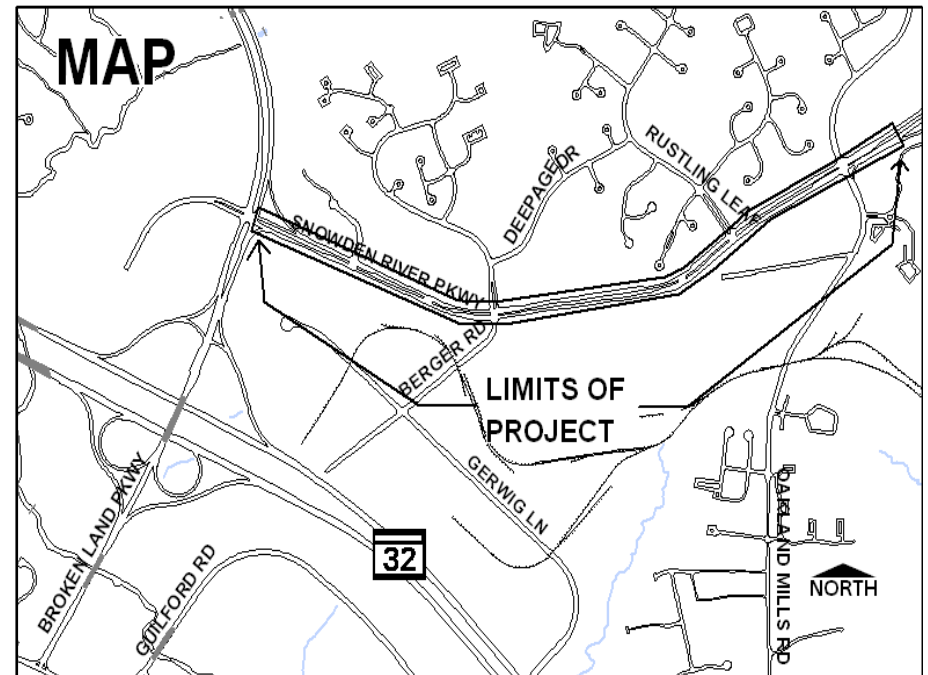 MAP
RUSTLING LEAF
DEEPAGE DR
SNOWDEN RIVER PKWY
BERGER RD
LIMITS OF
PROJECT
GERWIG LN
BROKEN LAND PKWY
GUILFORD RD
32
OAKLAND MILLS RD
NORTH